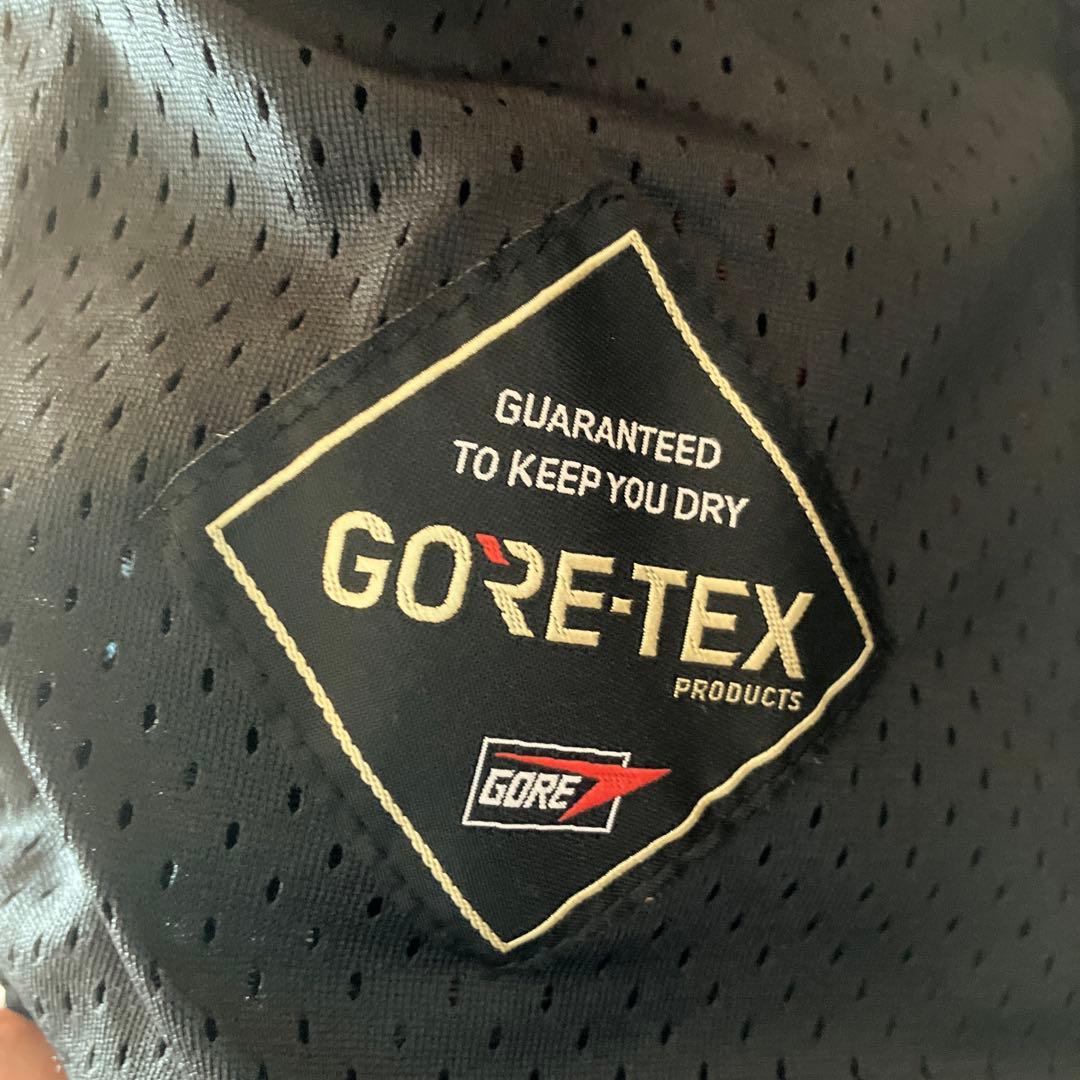 GUARANTEED
TO KEEP YOU DRY
GORE-TEX
PRODUCTS
GORE